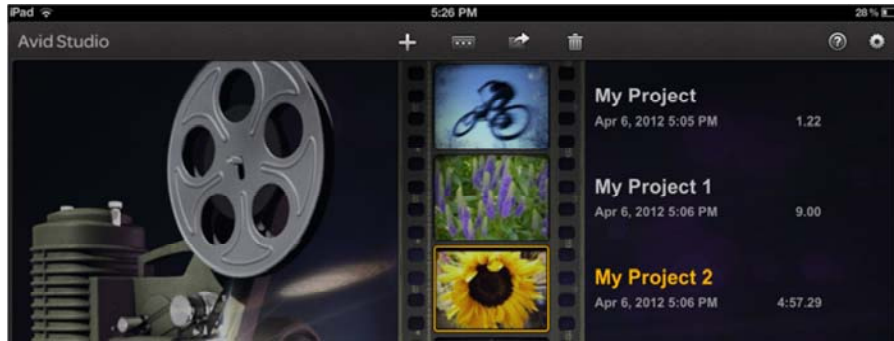 iPad 5:26 PM 28%
Avid Studio
?
My Project
Apr 6, 2012 5:05 PM 1.22
My Project 1
Apr 6, 2012 5:06 PM 9.00
My Project 2
Apr 6, 2012 5:06 PM 4:57.29